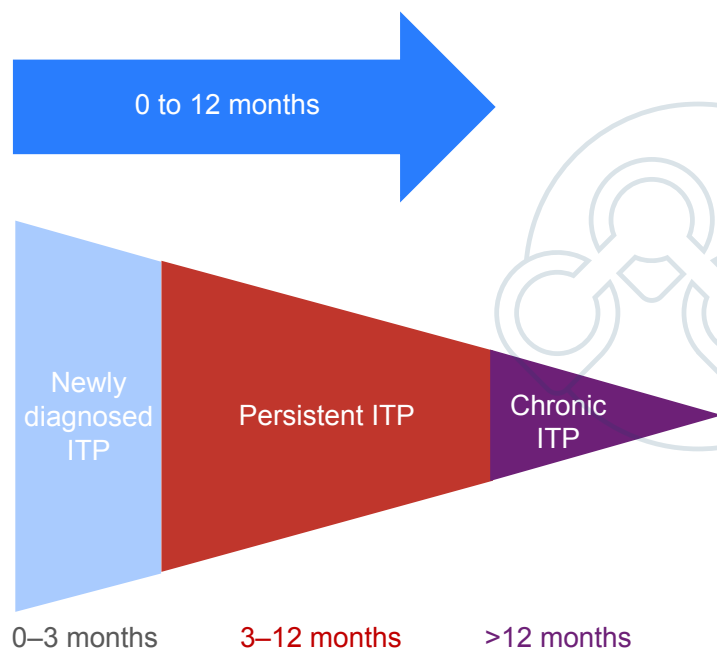 0 to 12 months
Newly
diagnosed
ITP
Persistent ITP
Chronic
ITP
0–3 months
3–12 months
>12 months